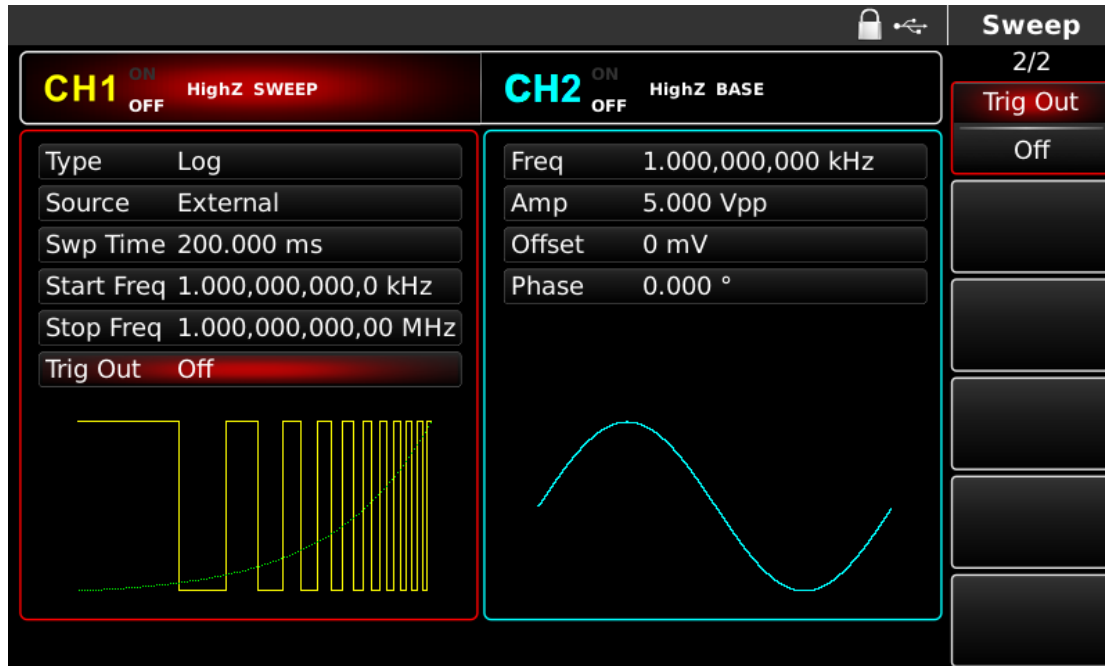 Sweep
2/2
CH1 ON OFF HighZ SWEEP
CH2 ON OFF HighZ BASE
Trig Out
Off
Type Log
Source External
Swp Time 200.000 ms
Start Freq 1.000,000,000,0 kHz
Stop Freq 1.000,000,000,00 MHz
Trig Out Off
Freq 1.000,000,000 kHz
Amp 5.000 Vpp
Offset 0 mV
Phase 0.000 °